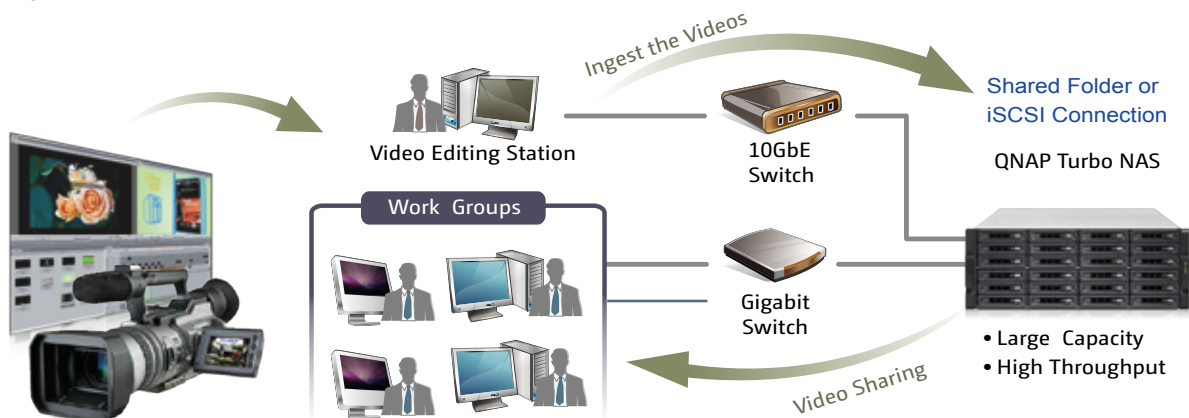 Ingest the Videos
Shared Folder or
iSCSI Connection
Video Editing Station
10GbE
Switch
QNAP Turbo NAS
Work Groups
Gigabit
Switch
• Large Capacity
• High Throughput
Video Sharing